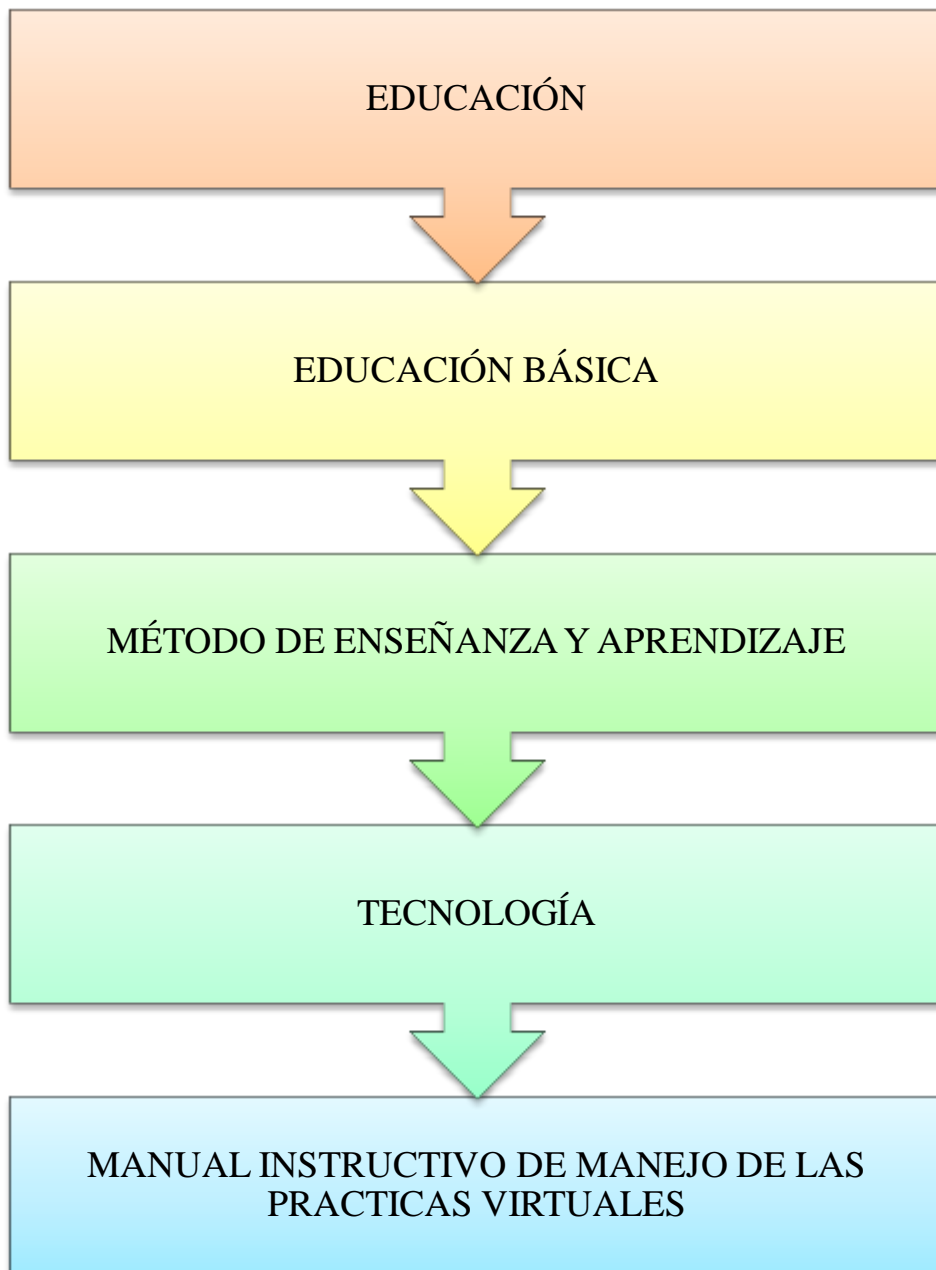 EDUCACIÓN
EDUCACIÓN BÁSICA
MÉTODO DE ENSEÑANZA Y APRENDIZAJE
TECNOLOGÍA
MANUAL INSTRUCTIVO DE MANEJO DE LAS
PRACTICAS VIRTUALES